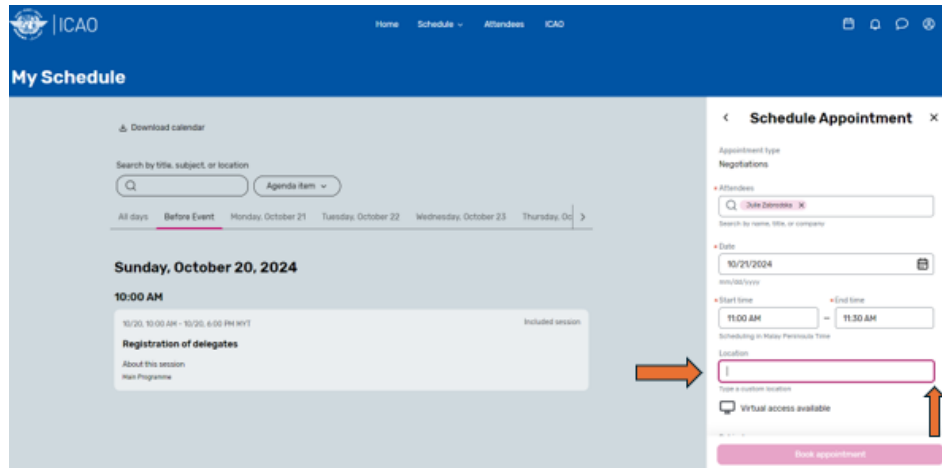 ICAO
Home Schedule Attendees ICAO
My Schedule
Download calendar
Search by title, subject, or location
Agenda item
All days Before Event Monday, October 21 Tuesday, October 22 Wednesday, October 23 Thursday, Oc
Sunday, October 20, 2024
10:00 AM
10/20, 10:00 AM - 10/20, 6:00 PM MYT Included session
Registration of delegates
About this session
Main Programme
Schedule Appointment
Appointment type
Negotiations
* Attendees
Julie
Search by name, title, or company
* Date
10/21/2024
mm/dd/yyyy
* Start time * End time
11:00 AM – 11:30 AM
Scheduling in Malay Peninsula Time
Location
Type a custom location
Virtual access available
Book appointment